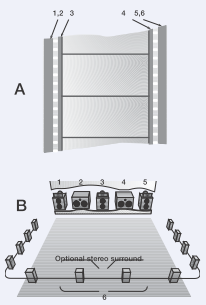 1,2 3 4 5,6
A
B
1 2 3 4 5
Optional stereo surround
6